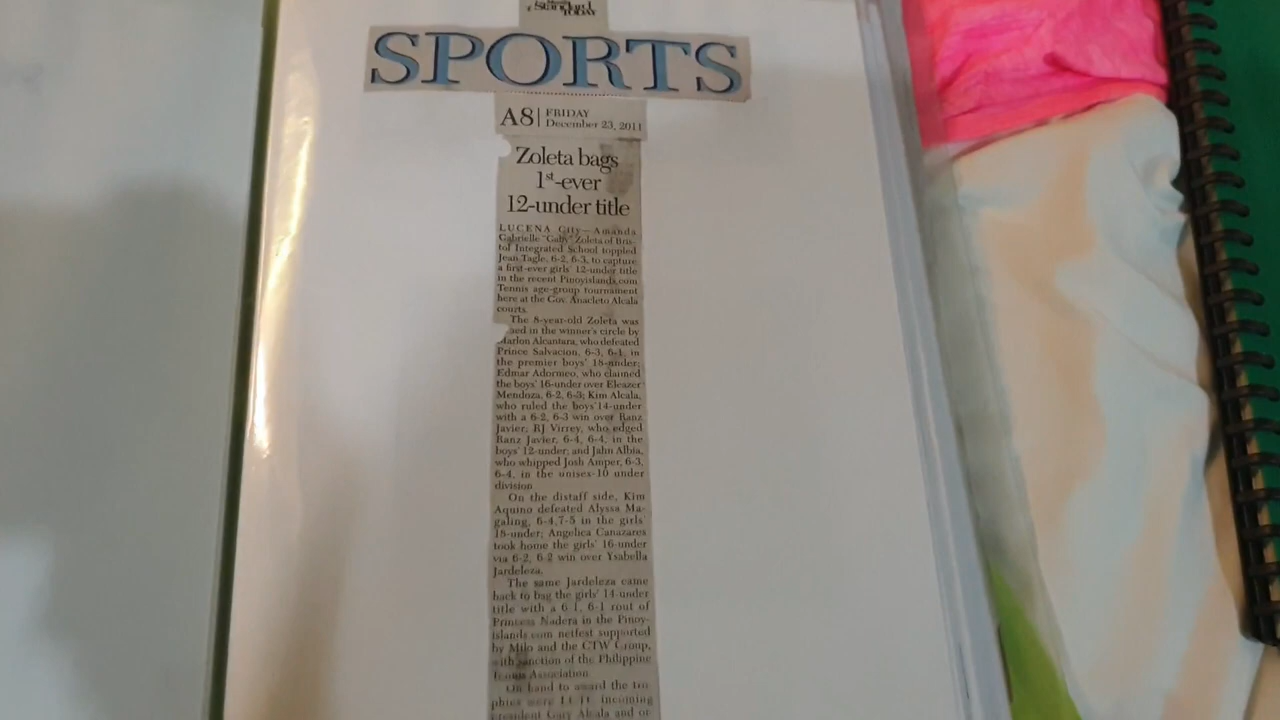 Standard
TODAY
SPORTS
A8 | FRIDAY
December 23, 2011
Zoleta bags
1st-ever
12-under title
LUCENA City—Amanda
Gabrielle "Gaby" Zoleta of Bris-
tol Integrated School toppled
Jean Tagle, 6-2, 6-3, to capture
a first-ever girls' 12-under title
in the recent Pinoyislands.com
Tennis age-group tournament
here at the Gov. Anacleto Alcala
courts.
The 8-year-old Zoleta was
in the winner's circle by
Marlon Alcantara, who defeated
Prince Salvacion, 6-3, 6-1, in
the premier boys' 18-under;
Edmar Adormeo, who claimed
the boys' 16-under over Eleazer
Mendoza, 6-2, 6-3; Kim Alcala,
who ruled the boys' 14-under
with a 6-2, 6-3 win over Ranz
Javier; RJ Virrey, who edged
Ranz Javier, 6-4, 6-4, in the
boys' 12-under; and Jahn Albia,
who whipped Josh Amper, 6-3,
6-4, in the unisex-10 under
division.
On the distaff side, Kim
Aquino defeated Alyssa Ma-
galing, 6-4,7-5 in the girls'
18-under; Angelica Canazares
took home the girls' 16-under
via 6-2, 6-2 win over Ysabella
Jardeleza.
The same Jardeleza came
back to bag the girls' 14-under
title with a 6-1, 6-1 rout of
Princess Nadera in the Pinoy-
islands.com netfest supported
by Milo and the CTW Group,
with sanction of the Philippine
Tennis Association.
On hand to award the tro-
phies were incoming
president Gary Alcala and or